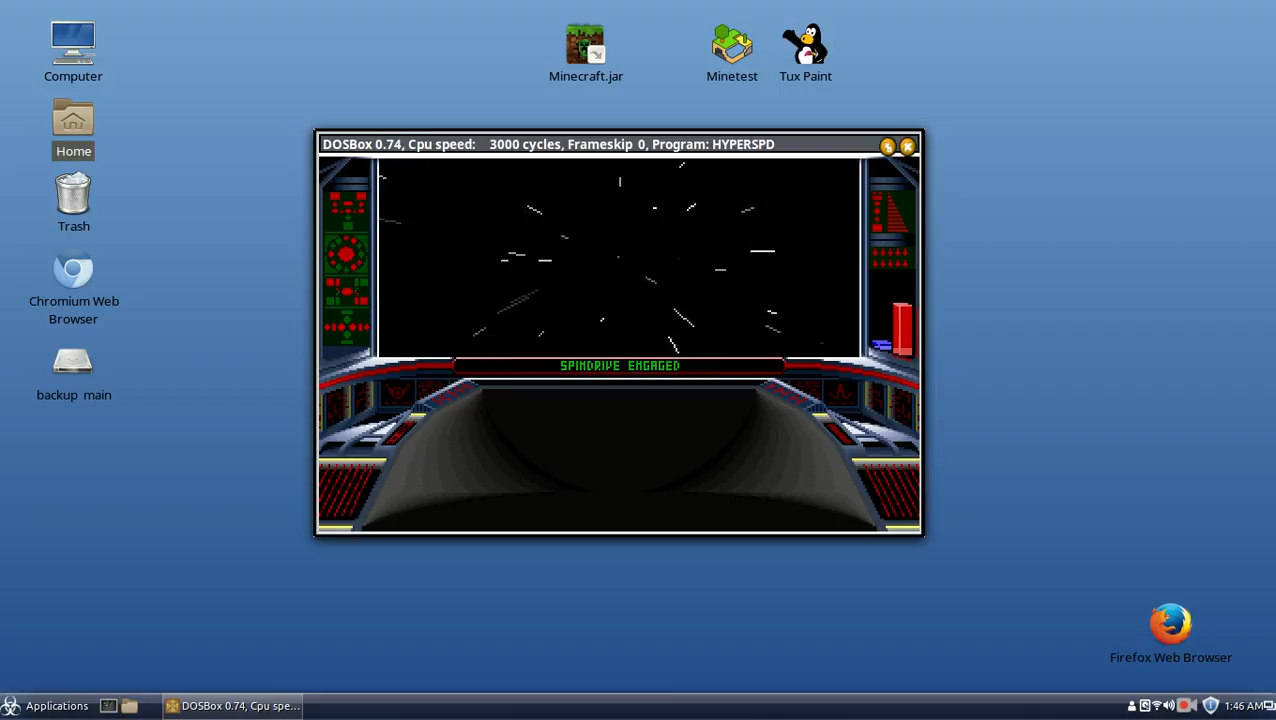 Computer
Home
Trash
Chromium Web
Browser
backup main
Minecraft.jar
Minetest
Tux Paint
DOSBox 0.74, Cpu speed: 3000 cycles, Frameskip 0, Program: HYPERSPD
SPINDRIVE ENGAGED
Firefox Web Browser
Applications
DOSBox 0.74, Cpu spe...
1:46 AM